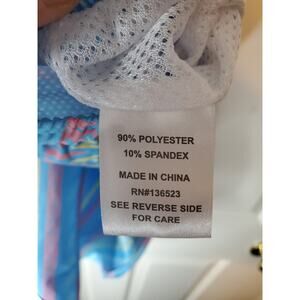 90% POLYESTER
10% SPANDEX
MADE IN CHINA
RN#136523
SEE REVERSE SIDE
FOR CARE